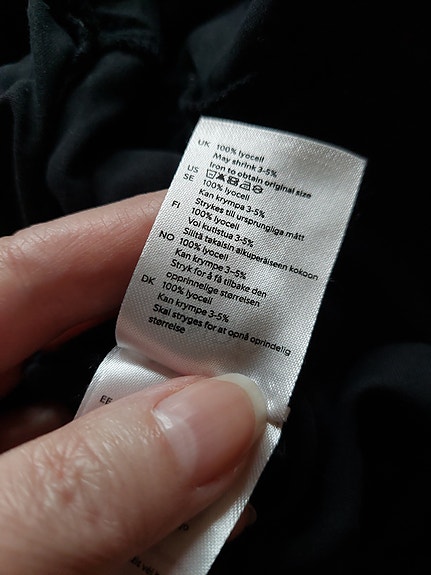 UK 100% lyocell
May shrink 3-5%
Iron to obtain original size
US
SE 100% lyocell
Kan krympa 3-5%
Strykes till ursprungliga mått
FI 100% lyocell
Voi kutistua 3-5%
Siliitä takaisin alkuperäiseen kokoon
NO 100% lyocell
Kan krympe 3-5%
Stryk for å få tilbake den
opprinnelige størrelsen
DK 100% lyocell
Kan krympe 3-5%
Skal stryges for at opnå oprindelig
størrelse